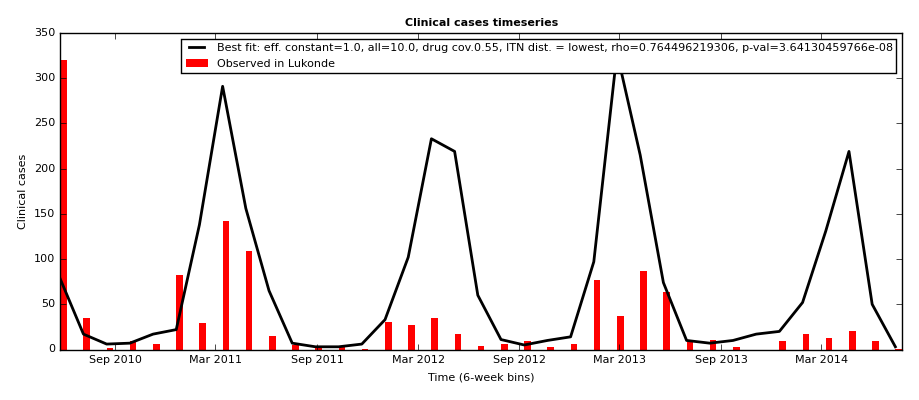 Clinical cases timeseries
Best fit: eff. constant=1.0, all=10.0, drug cov.0.55, ITN dist. = lowest, rho=0.764496219306, p-val=3.64130459766e-08
Observed in Lukonde
350
300
250
200
150
100
50
0
Clinical cases
Sep 2010 Mar 2011 Sep 2011 Mar 2012 Sep 2012 Mar 2013 Sep 2013 Mar 2014
Time (6-week bins)